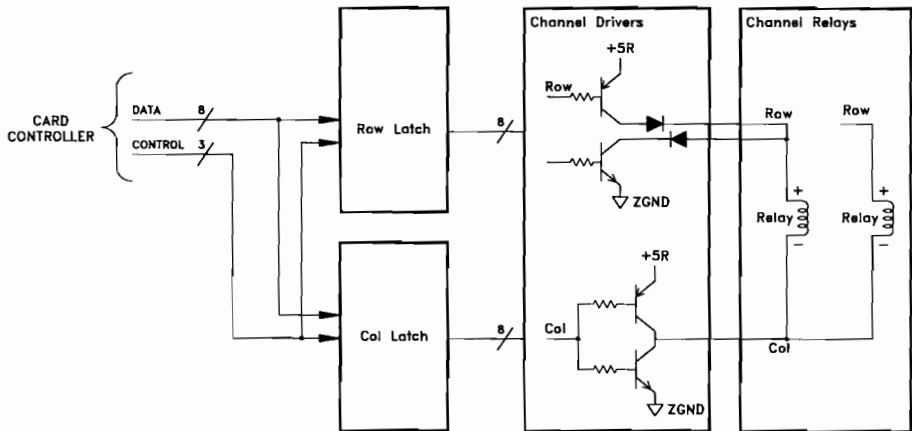 Channel Drivers
Channel Relays
+5R
Row
CARD
CONTROLLER
DATA
8
CONTROL
3
Row Latch
8
Row
Row
ZGND
Relay
+
-
Relay
+
-
Col Latch
8
+5R
Col
Col
ZGND